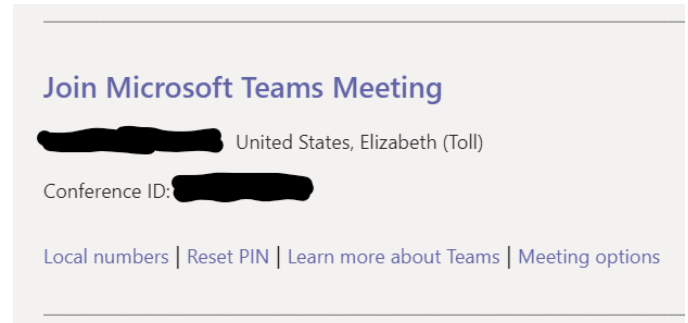 Join Microsoft Teams Meeting
United States, Elizabeth (Toll)
Conference ID:
Local numbers | Reset PIN | Learn more about Teams | Meeting options